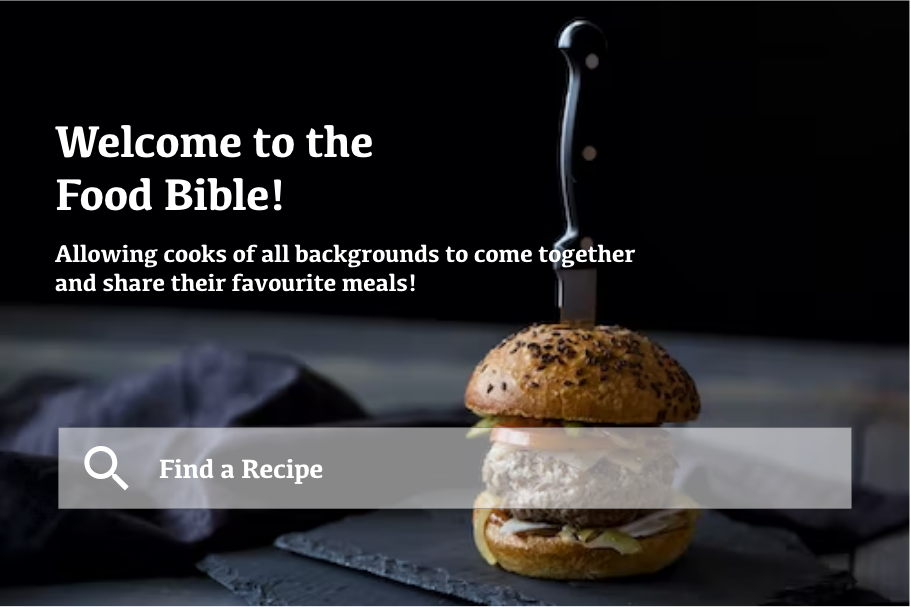 Welcome to the
Food Bible!
Allowing cooks of all backgrounds to come together
and share their favourite meals!
Find a Recipe